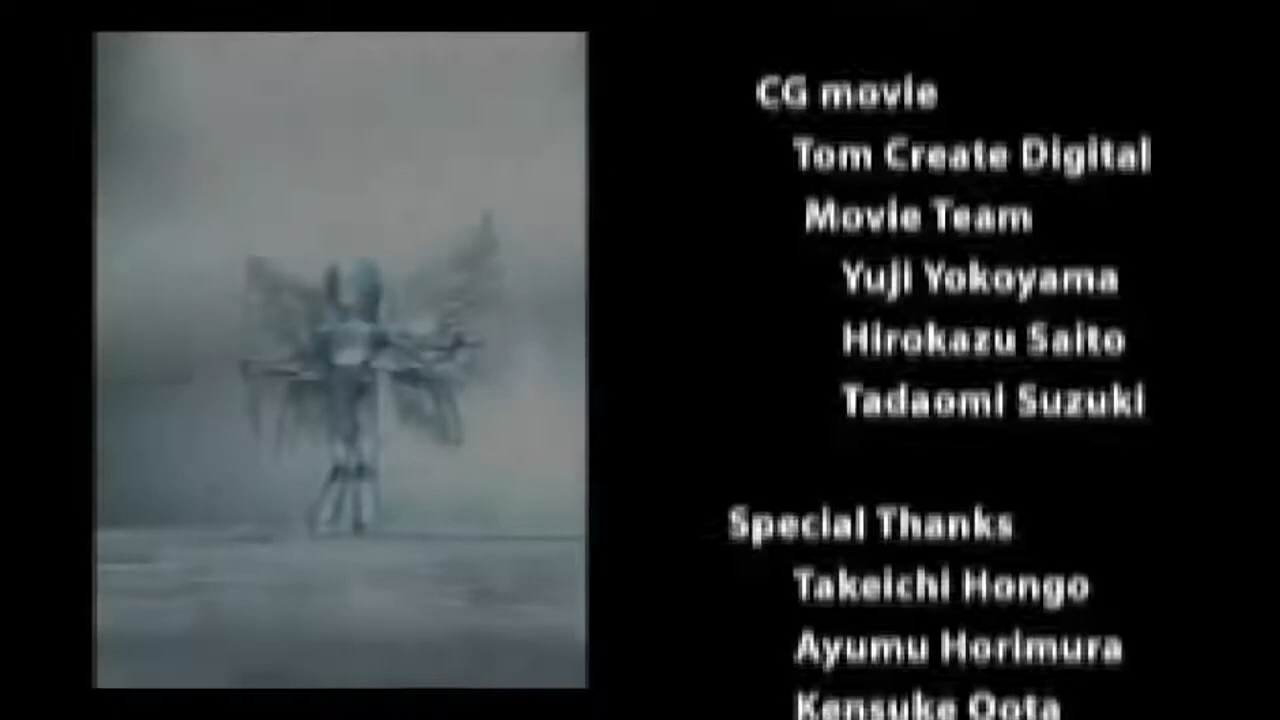 CG movie
Tom Create Digital
Movie Team
Yuji Yokoyama
Hirokazu Saito
Tadaomi Suzuki
Special Thanks
Takeichi Hongo
Ayumu Horimura
Kensuke Oota